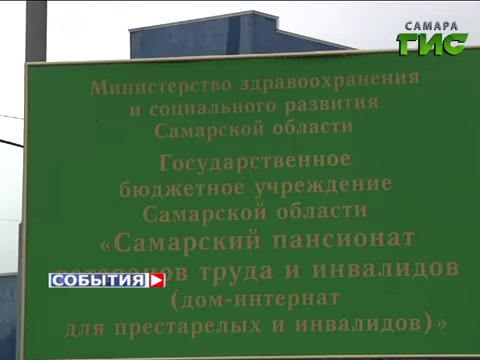 САМАРА
ГИС
Министерство здравоохранения
и социального развития
Самарской области
Государственное
бюджетное учреждение
Самарской области
«Самарский пансионат
труда и инвалидов
СОБЫТИЯ
(дом-интернат
для престарелых и инвалидов)»